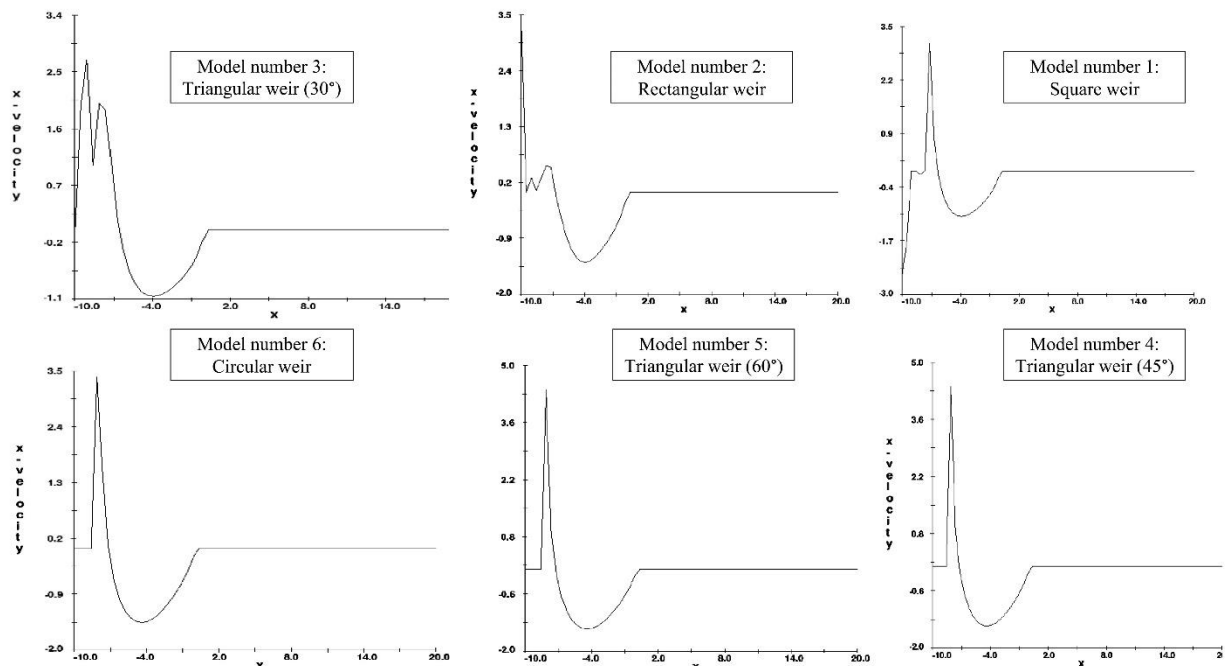 3.4
2.5
1.6
0.7
-0.2
-1.1
x-velocity
-10.0 -4.0 2.0 8.0 14.0
x
Model number 3:
Triangular weir (30°)
3.5
2.4
1.3
0.2
-0.9
-2.0
x-velocity
-10.0 -4.0 2.0 8.0 14.0 20.0
x
Model number 2:
Rectangular weir
3.5
2.2
0.9
-0.4
-1.7
-3.0
x-velocity
-10.0 -4.0 2.0 8.0 14.0 20.0
x
Model number 1:
Square weir
3.5
2.4
1.3
0.2
-0.9
-2.0
x-velocity
-10.0 -4.0 2.0 8.0 14.0 20.0
x
Model number 6:
Circular weir
5.0
3.6
2.2
0.8
-0.6
-2.0
x-velocity
-10.0 -4.0 2.0 8.0 14.0 20.0
x
Model number 5:
Triangular weir (60°)
5.0
3.6
2.2
0.8
-0.6
-2.0
x-velocity
-10.0 -4.0 2.0 8.0 14.0 20.0
x
Model number 4:
Triangular weir (45°)